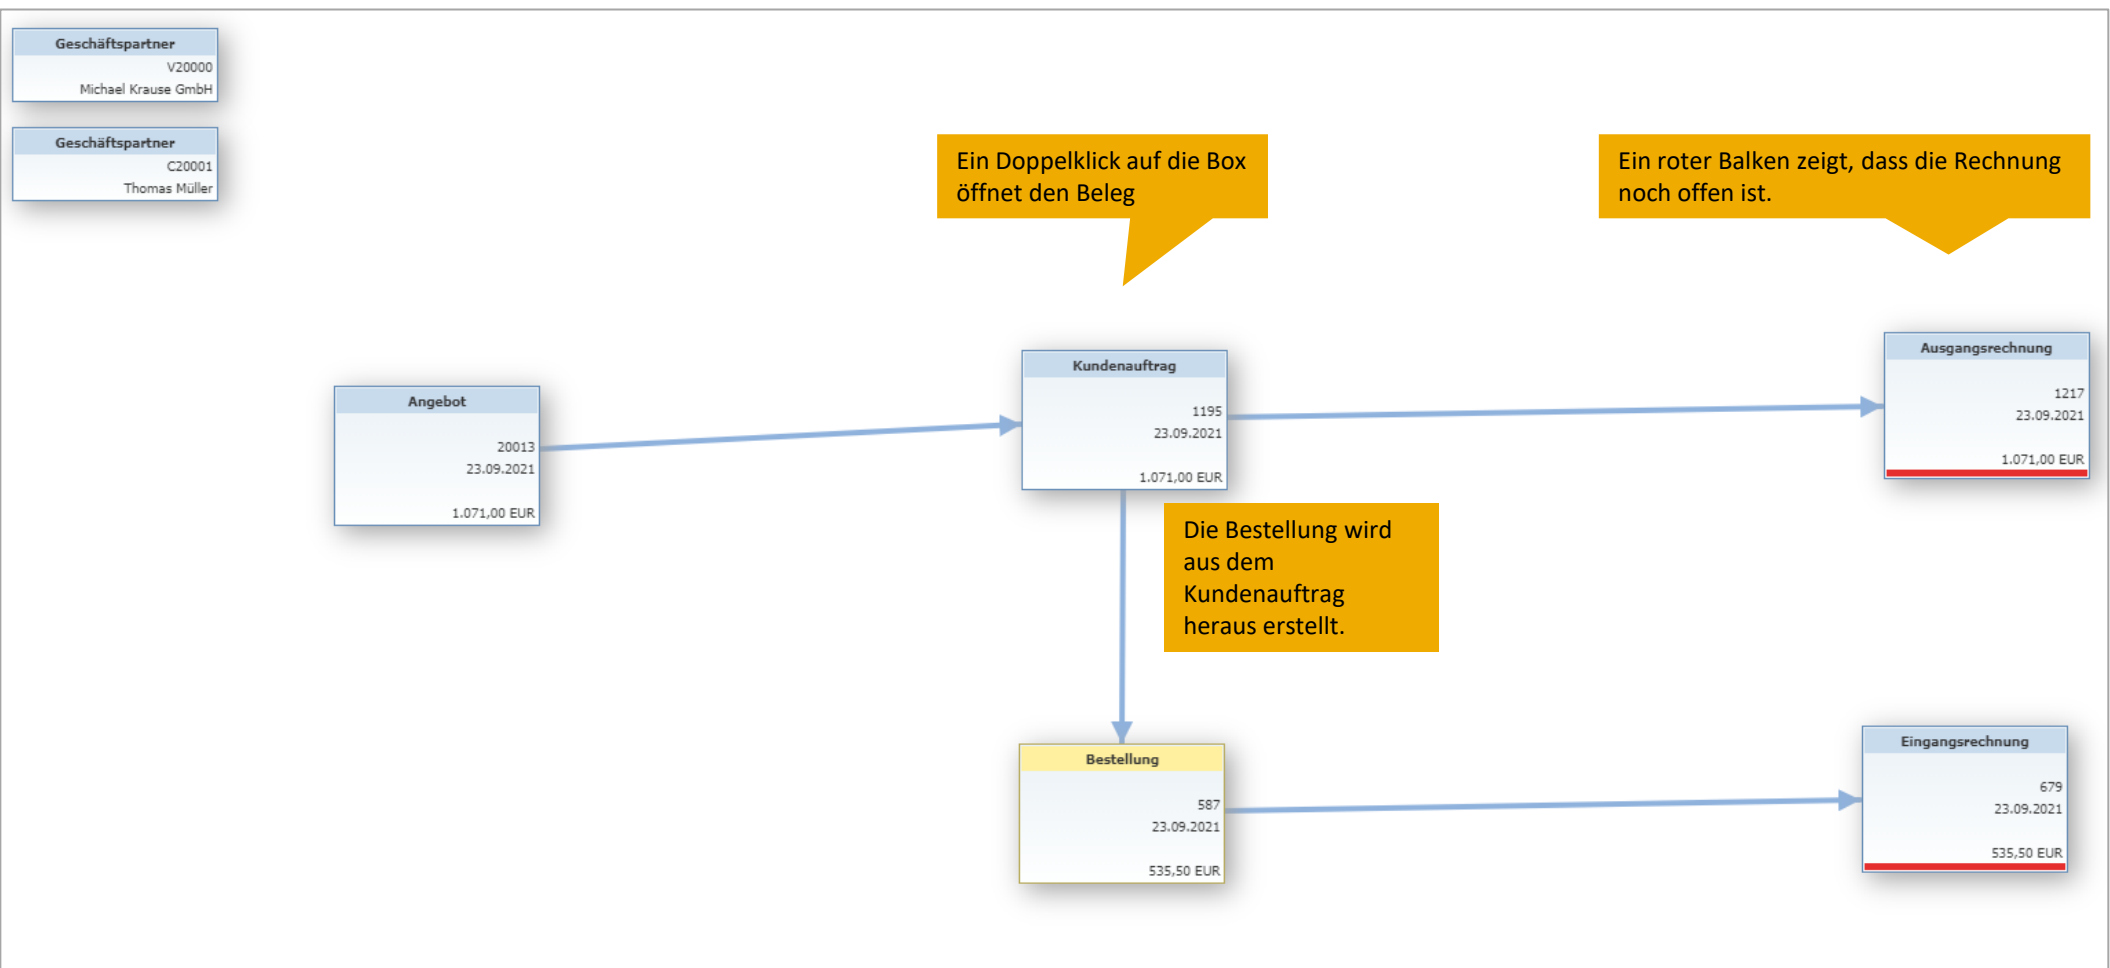 Geschäftspartner
V20000
Michael Krause GmbH
Geschäftspartner
C20001
Thomas Müller
Ein Doppelklick auf die Box
öffnet den Beleg
Ein roter Balken zeigt, dass die Rechnung
noch offen ist.
Angebot
20013
23.09.2021
1.071,00 EUR
Kundenauftrag
1195
23.09.2021
1.071,00 EUR
Ausgangsrechnung
1217
23.09.2021
1.071,00 EUR
Die Bestellung wird
aus dem
Kundenauftrag
heraus erstellt.
Bestellung
587
23.09.2021
535,50 EUR
Eingangsrechnung
679
23.09.2021
535,50 EUR